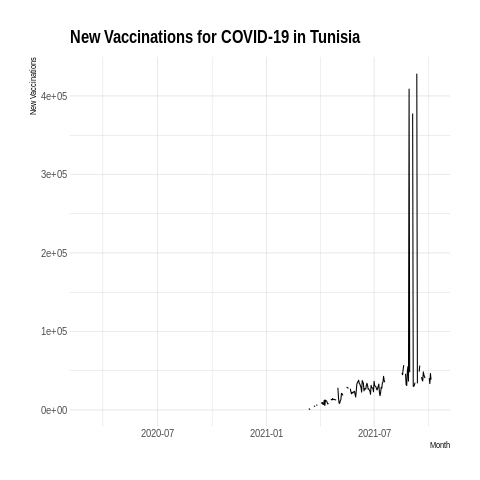 New Vaccinations for COVID-19 in Tunisia
New Vaccinations
4e+05
3e+05
2e+05
1e+05
0e+00
2020-07 2021-01 2021-07
Month